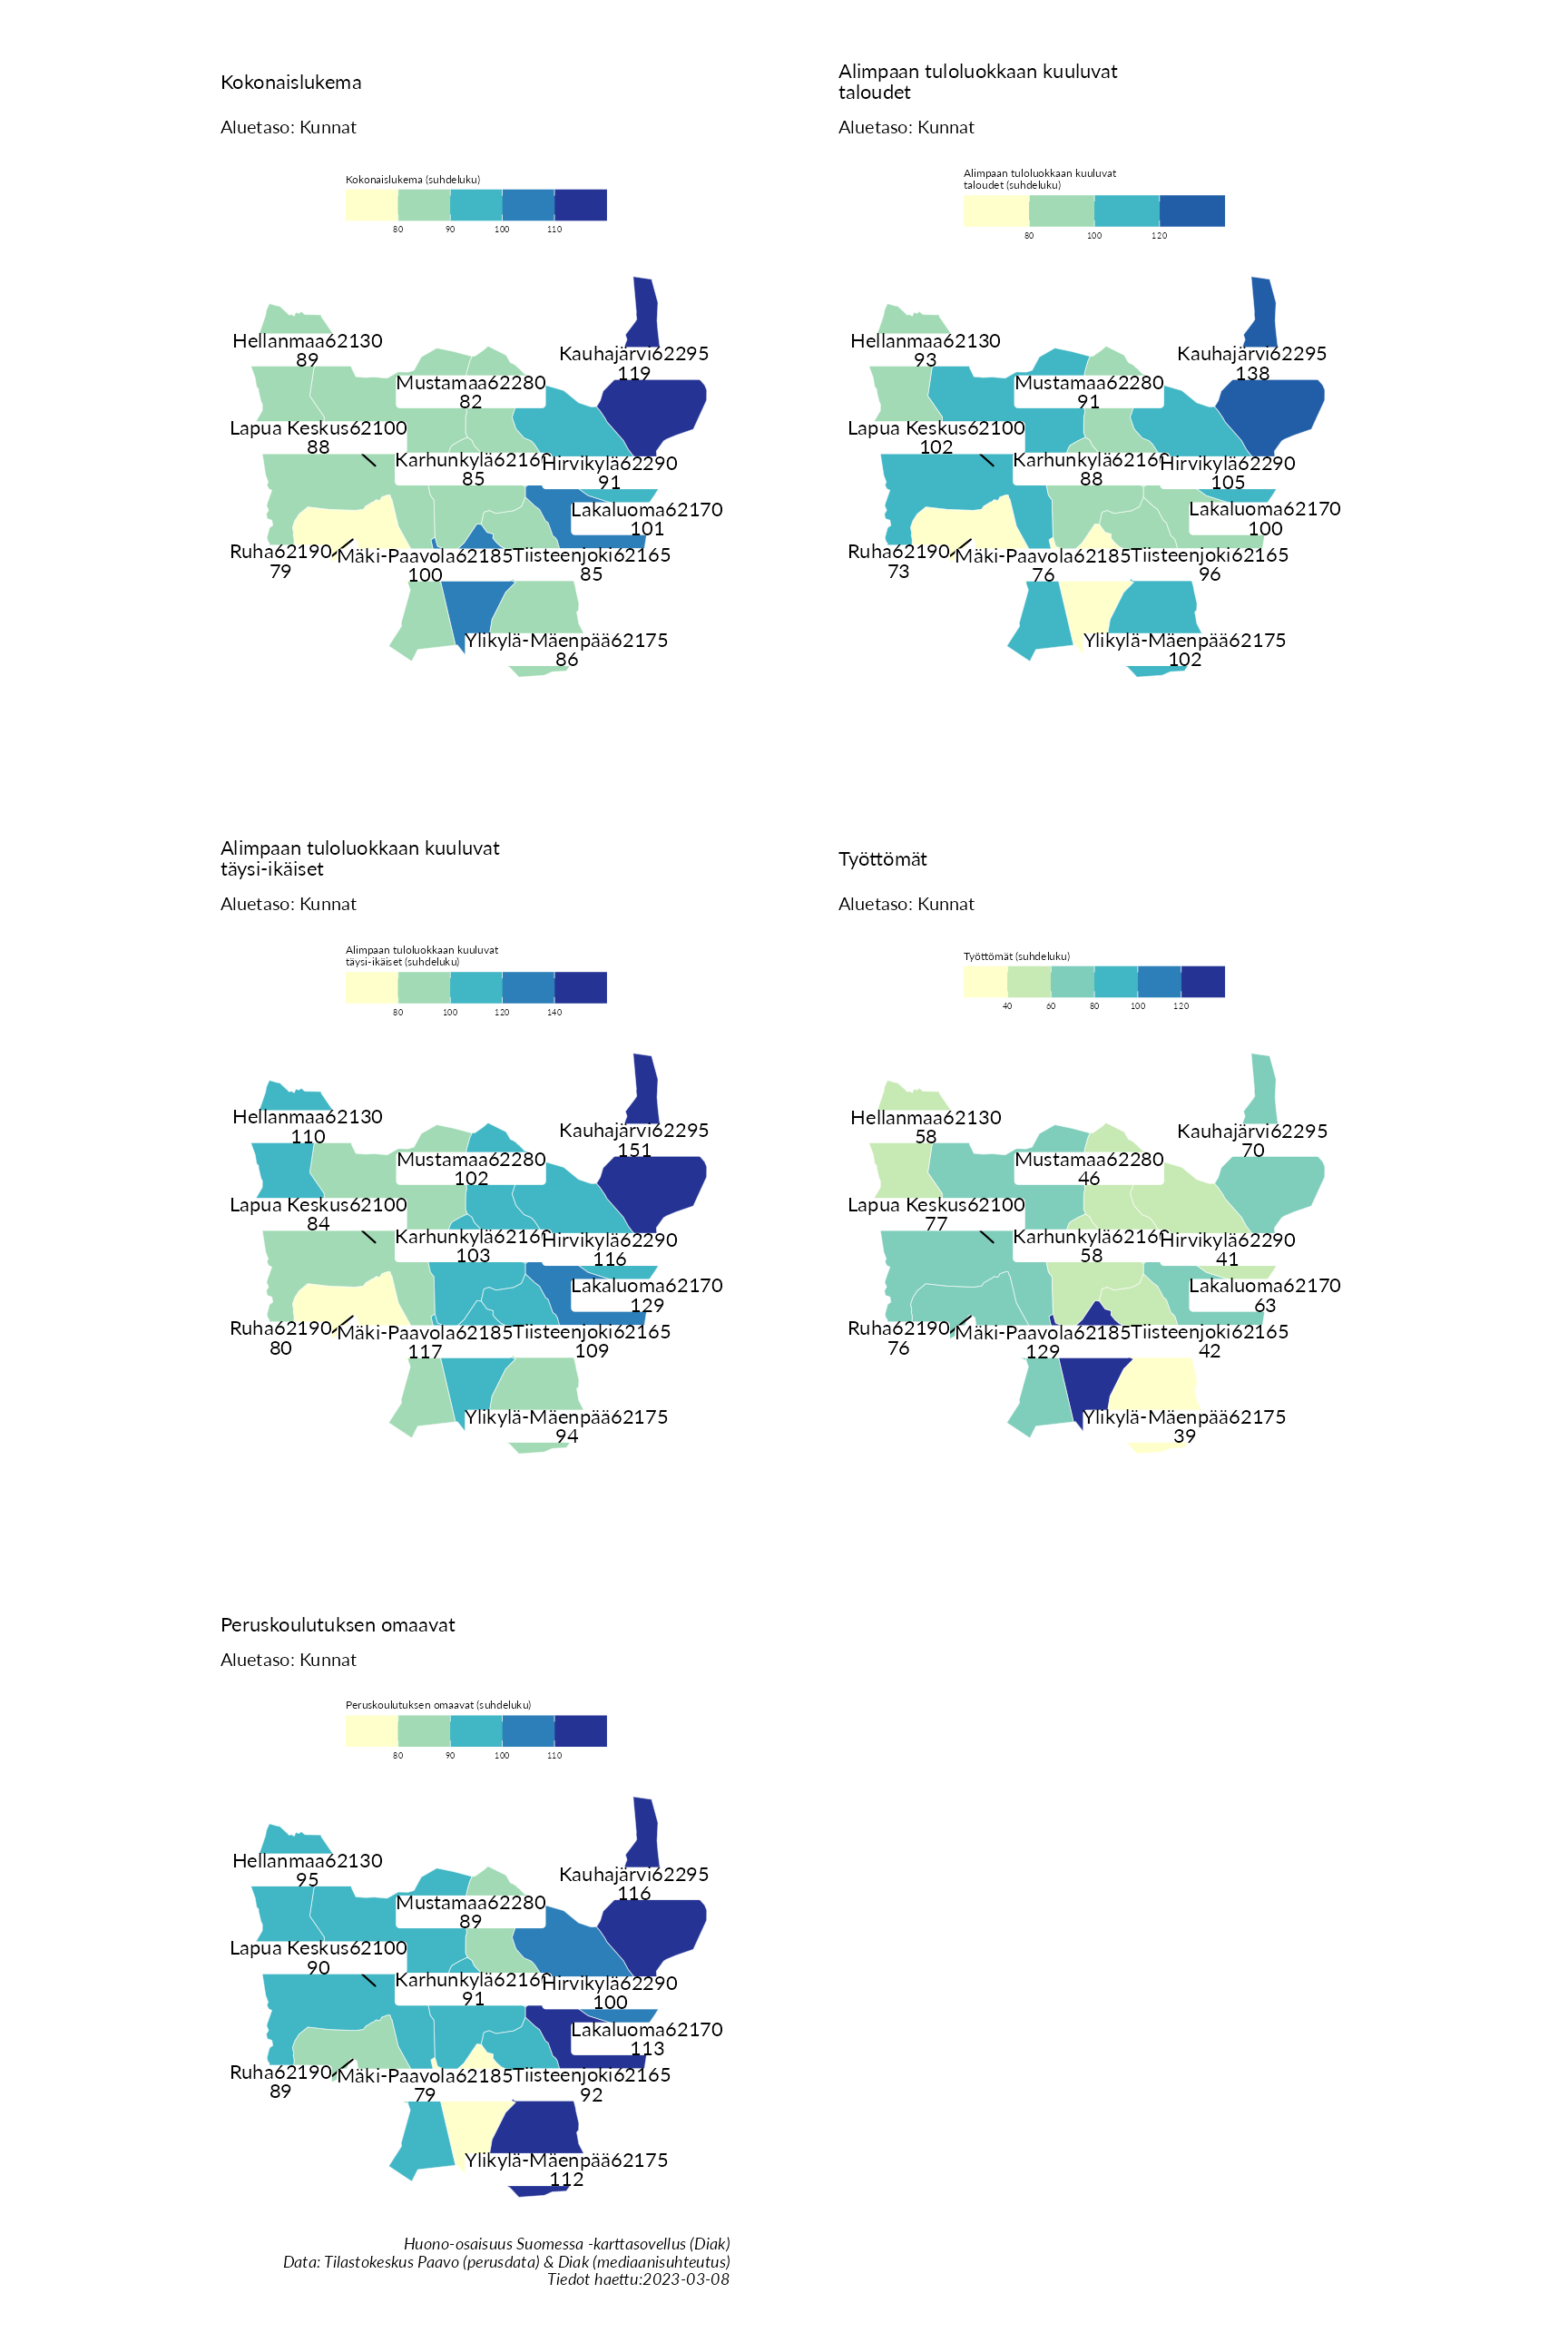 Kokonaislukema
Aluetaso: Kunnat
Kokonaislukema (suhdeluku)
80 90 100 110
Hellanmaa62130
89
Kauhajärvi62295
119
Mustamaa62280
82
Lapua Keskus62100
88
Karhunkylä6216
85
Hirvikylä62290
91
Lakaluoma62170
101
Ruha62190
79
Mäki-Paavola62185
100
Tiisteenjoki62165
85
Ylikylä-Mäenpää62175
86
Alimpaan tuloluokkaan kuuluvat
taloudet
Aluetaso: Kunnat
Alimpaan tuloluokkaan kuuluvat
taloudet (suhdeluku)
80 100 120
Hellanmaa62130
93
Kauhajärvi62295
138
Mustamaa62280
91
Lapua Keskus62100
102
Karhunkylä6216
88
Hirvikylä62290
105
Lakaluoma62170
100
Ruha62190
73
Mäki-Paavola62185
76
Tiisteenjoki62165
96
Ylikylä-Mäenpää62175
102
Alimpaan tuloluokkaan kuuluvat
täysi-ikäiset
Aluetaso: Kunnat
Alimpaan tuloluokkaan kuuluvat
täysi-ikäiset (suhdeluku)
80 100 120 140
Hellanmaa62130
110
Kauhajärvi62295
151
Mustamaa62280
102
Lapua Keskus62100
84
Karhunkylä6216
103
Hirvikylä62290
116
Lakaluoma62170
129
Ruha62190
80
Mäki-Paavola62185
117
Tiisteenjoki62165
109
Ylikylä-Mäenpää62175
94
Työttömät
Aluetaso: Kunnat
Työttömät (suhdeluku)
40 60 80 100 120
Hellanmaa62130
58
Kauhajärvi62295
70
Mustamaa62280
46
Lapua Keskus62100
77
Karhunkylä6216
58
Hirvikylä62290
41
Lakaluoma62170
63
Ruha62190
76
Mäki-Paavola62185
129
Tiisteenjoki62165
42
Ylikylä-Mäenpää62175
39
Peruskoulutuksen omaavat
Aluetaso: Kunnat
Peruskoulutuksen omaavat (suhdeluku)
80 90 100 110
Hellanmaa62130
95
Kauhajärvi62295
116
Mustamaa62280
89
Lapua Keskus62100
90
Karhunkylä6216
91
Hirvikylä62290
100
Lakaluoma62170
113
Ruha62190
89
Mäki-Paavola62185
79
Tiisteenjoki62165
92
Ylikylä-Mäenpää62175
112
Huono-osaisuus Suomessa -karttasovellus (Diak)
Data: Tilastokeskus Paavo (perusdata) & Diak (mediaanisuhteutus)
Tiedot haettu:2023-03-08